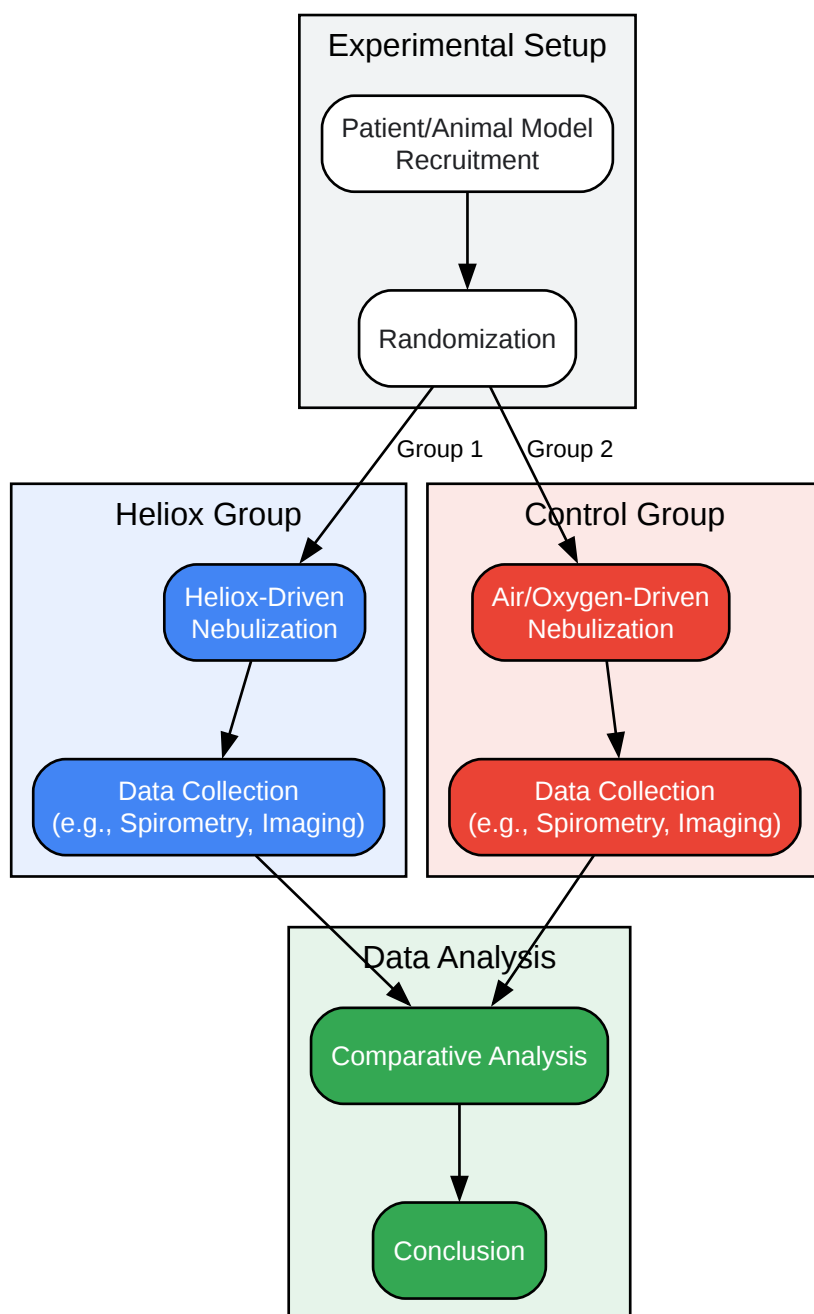 Experimental Setup
Patient/Animal Model
Recruitment
Randomization
Group 1
Group 2
Heliox Group
Heliox-Driven
Nebulization
Data Collection
(e.g., Spirometry, Imaging)
Control Group
Air/Oxygen-Driven
Nebulization
Data Collection
(e.g., Spirometry, Imaging)
Data Analysis
Comparative Analysis
Conclusion